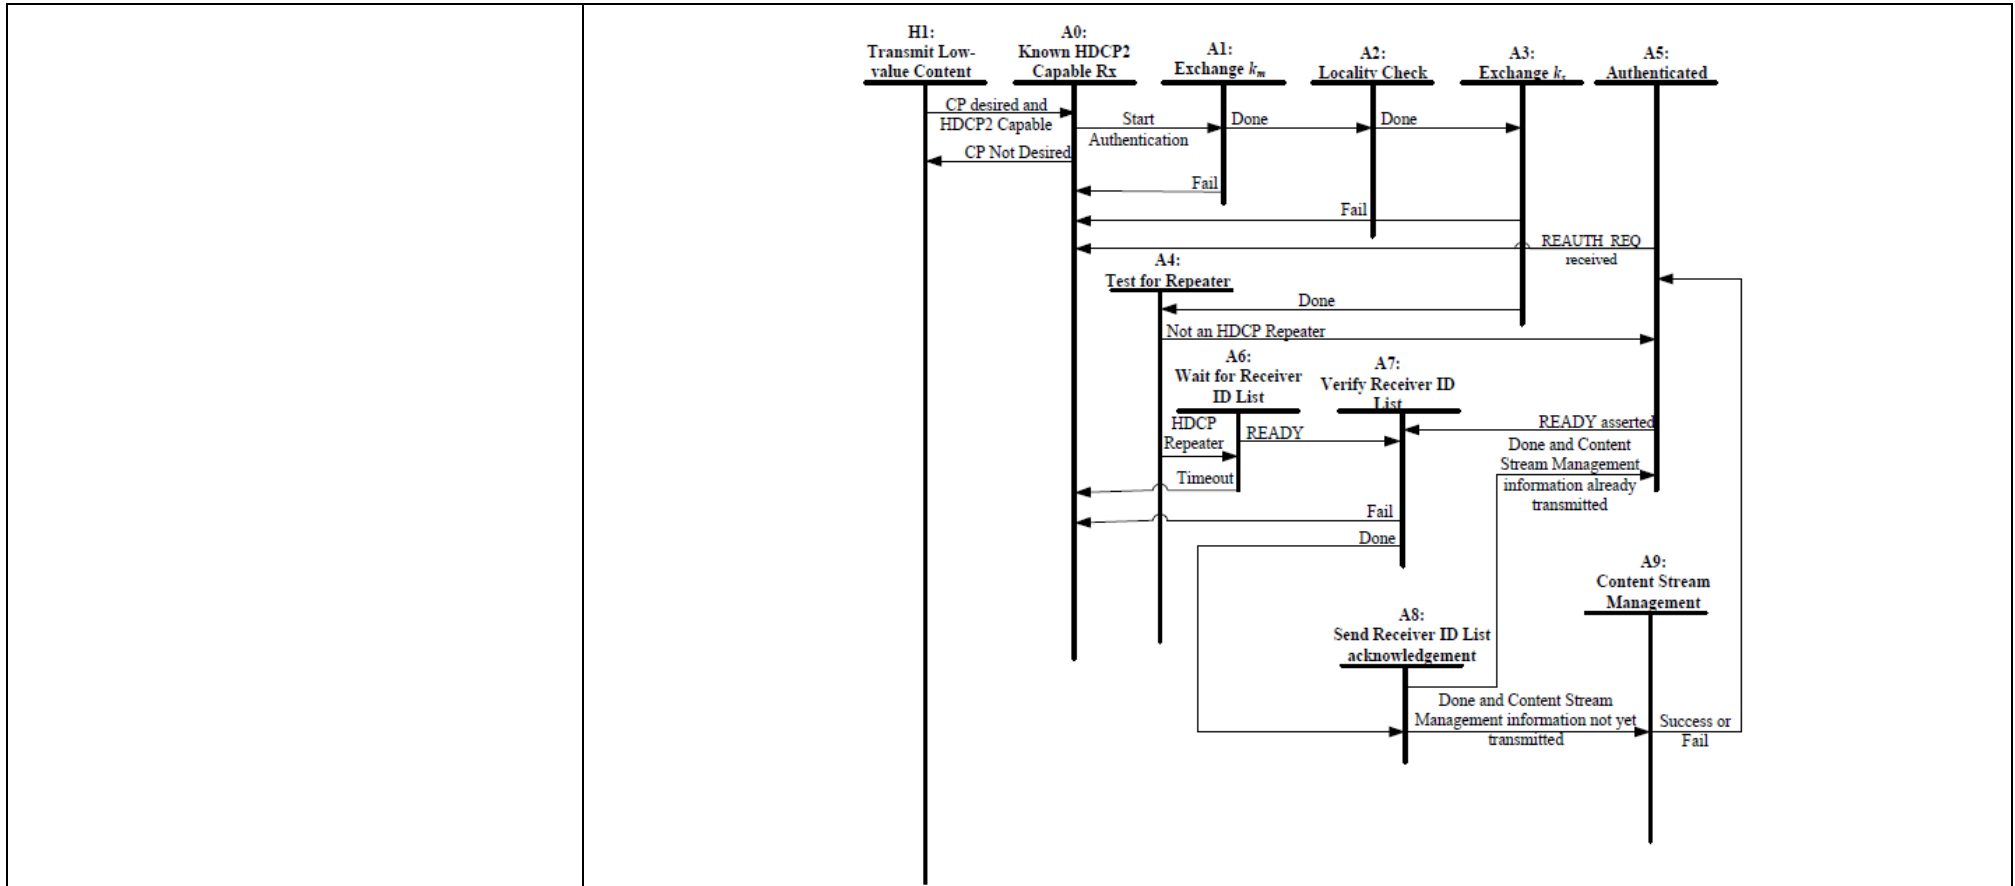 H1:
Transmit Low-
value Content
A0:
Known HDCP2
Capable Rx
A1:
Exchange km
A2:
Locality Check
A3:
Exchange ks
A5:
Authenticated
CP desired and
HDCP2 Capable
Start
Authentication
Done
Done
CP Not Desired
Fail
Fail
REAUTH_REQ
received
A4:
Test for Repeater
Done
Not an HDCP Repeater
A6:
Wait for Receiver
ID List
A7:
Verify Receiver ID
List
HDCP
Repeater
READY
READY asserted
Done and Content
Stream Management
information already
transmitted
Timeout
Fail
Done
A9:
Content Stream
Management
A8:
Send Receiver ID List
acknowledgement
Done and Content Stream
Management information not yet
transmitted
Success or
Fail